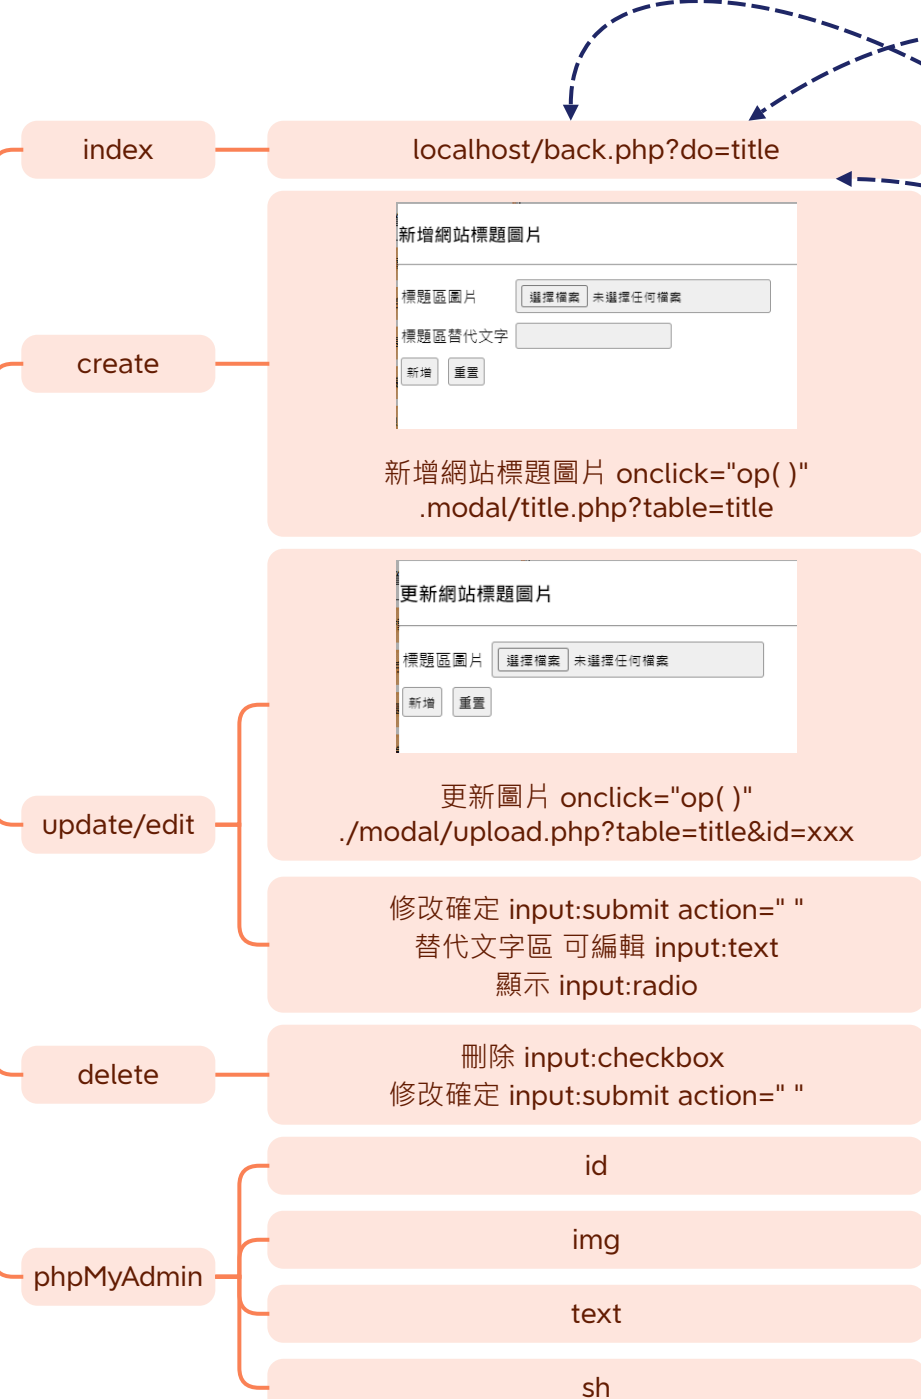 index
localhost/back.php?do=title
create
新增網站標題圖片
標題區圖片 選擇檔案 未選擇任何檔案
標題區替代文字
新增 重置
新增網站標題圖片 onclick="op( )"
.modal/title.php?table=title
update/edit
更新網站標題圖片
標題區圖片 選擇檔案 未選擇任何檔案
新增 重置
更新圖片 onclick="op( )"
./modal/upload.php?table=title&id=xxx
修改確定 input:submit action=" "
替代文字區 可編輯 input:text
顯示 input:radio
delete
刪除 input:checkbox
修改確定 input:submit action=" "
phpMyAdmin
id
img
text
sh